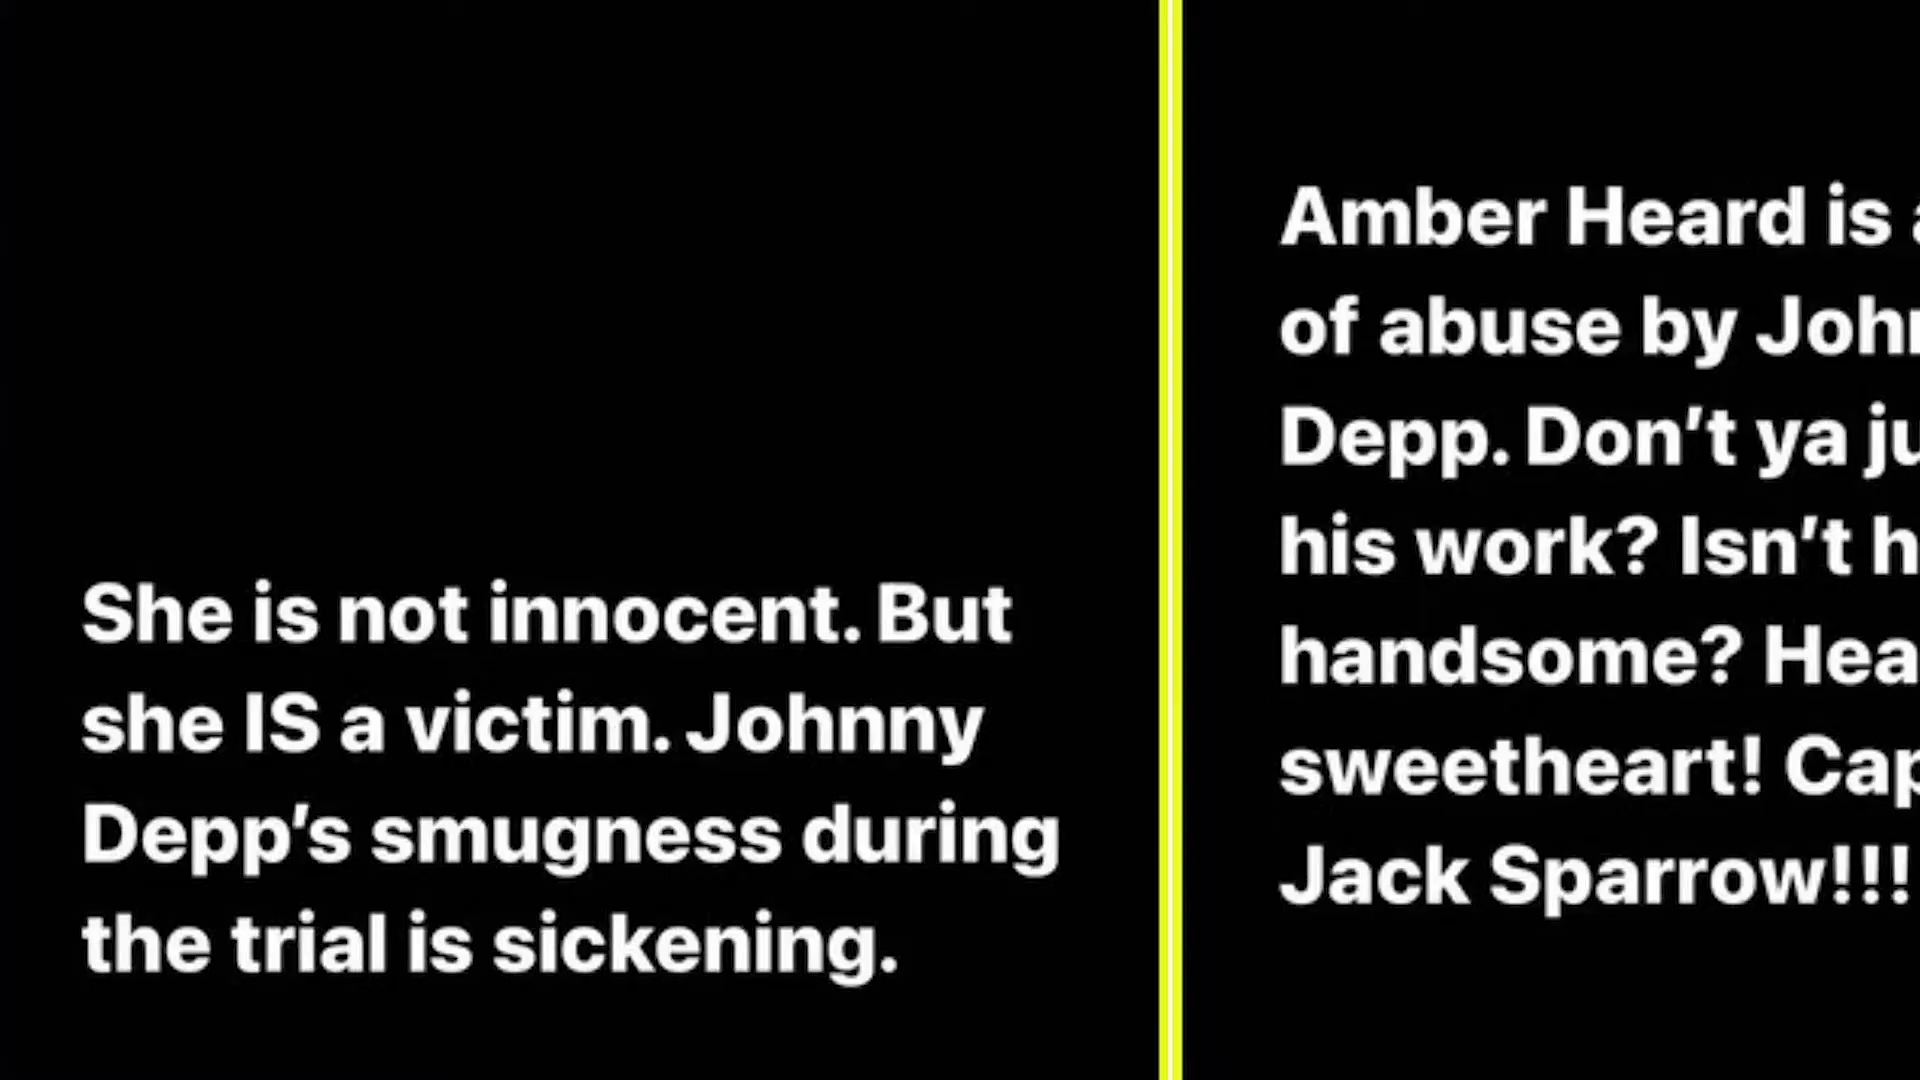 She is not innocent. But
she IS a victim. Johnny
Depp’s smugness during
the trial is sickening.
Amber Heard is
of abuse by
Depp. Don’t ya
his work? Isn’t
handsome?
sweetheart!
Jack Sparrow!!!